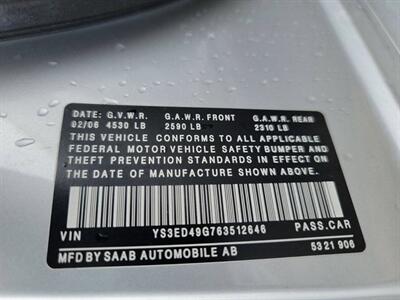 DATE: G.V.W.R. G.A.W.R. FRONT G.A.W.R. REAR
02/06 4530 LB 2590 LB 2310 LB
THIS VEHICLE CONFORMS TO ALL APPLICABLE
FEDERAL MOTOR VEHICLE SAFETY BUMPER AND
THEFT PREVENTION STANDARDS IN EFFECT ON
THE DATE OF MANUFACTURE SHOWN ABOVE.
VIN YS3ED49G763512646 PASS.CAR
MFD BY SAAB AUTOMOBILE AB 5321906